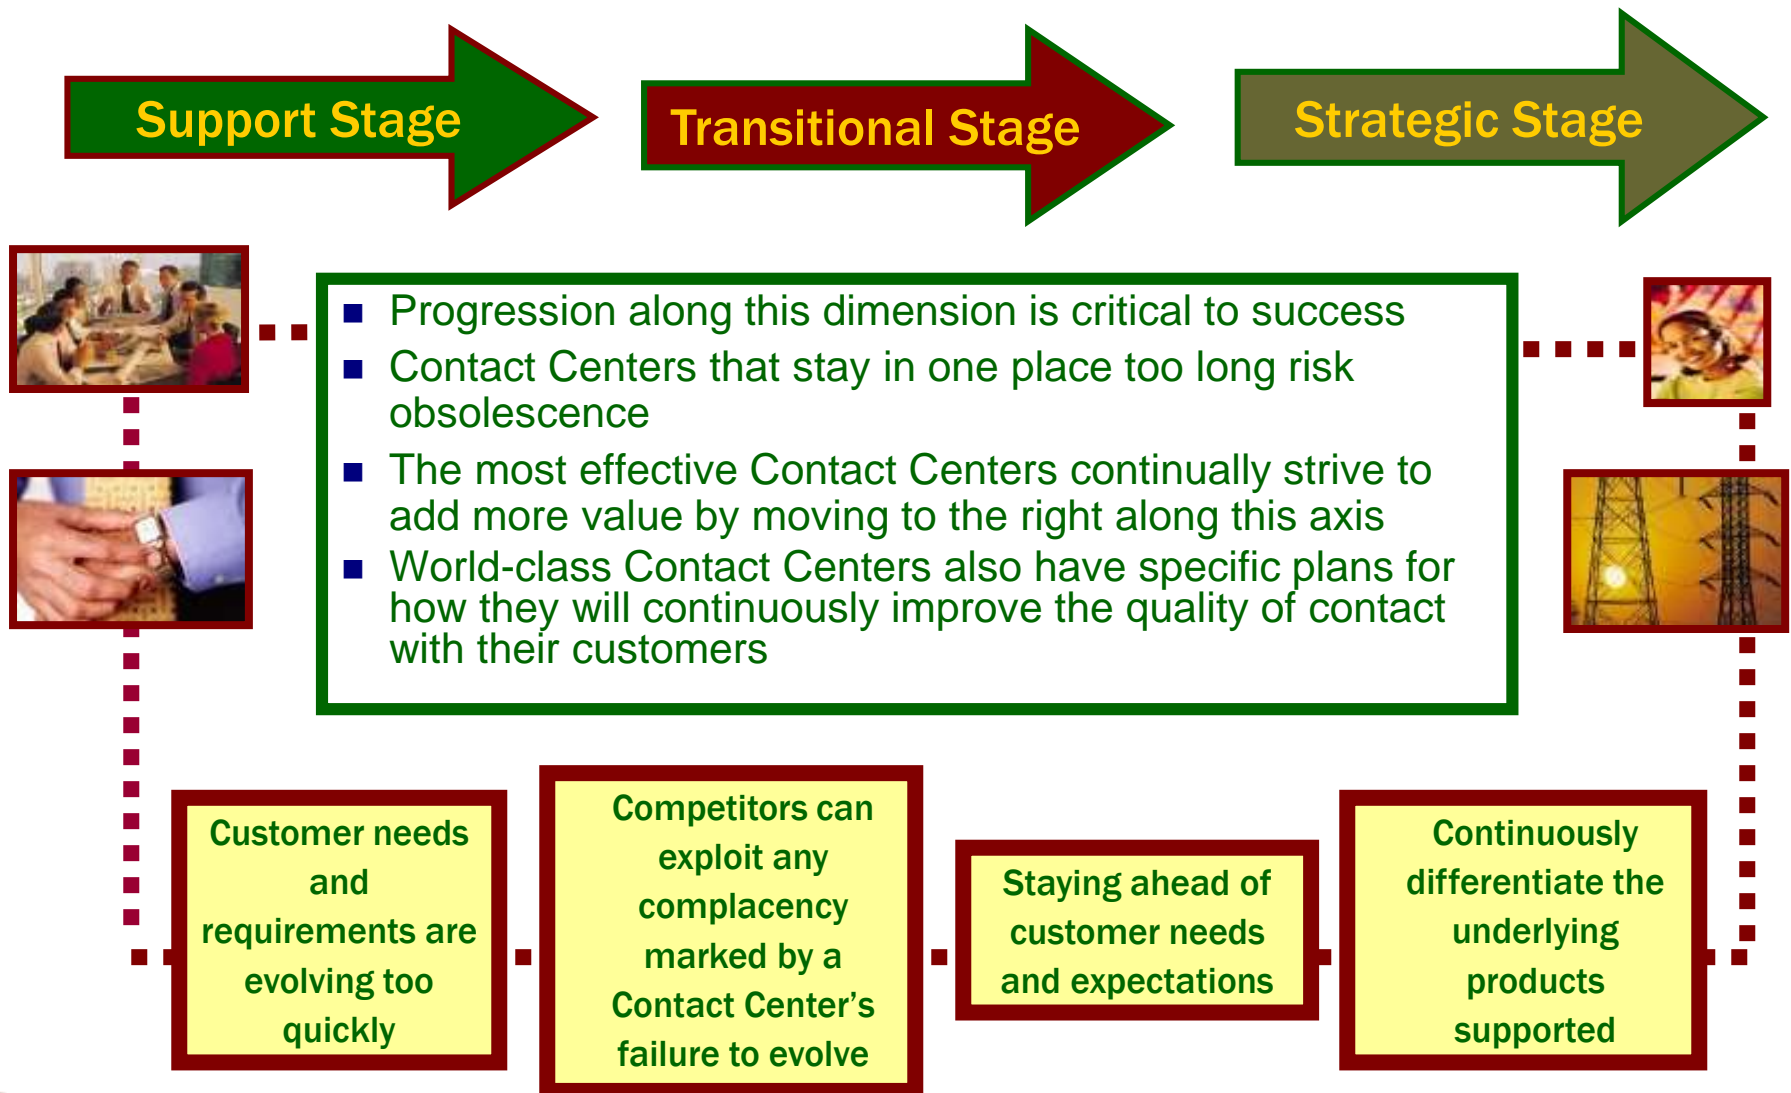 Support Stage
Transitional Stage
Strategic Stage
Progression along this dimension is critical to success
Contact Centers that stay in one place too long risk
obsolescence
The most effective Contact Centers continually strive to
add more value by moving to the right along this axis
World-class Contact Centers also have specific plans for
how they will continuously improve the quality of contact
with their customers
Customer needs
and
requirements are
evolving too
quickly
Competitors can
exploit any
complacency
marked by a
Contact Center’s
failure to evolve
Staying ahead of
customer needs
and expectations
Continuously
differentiate the
underlying
products
supported